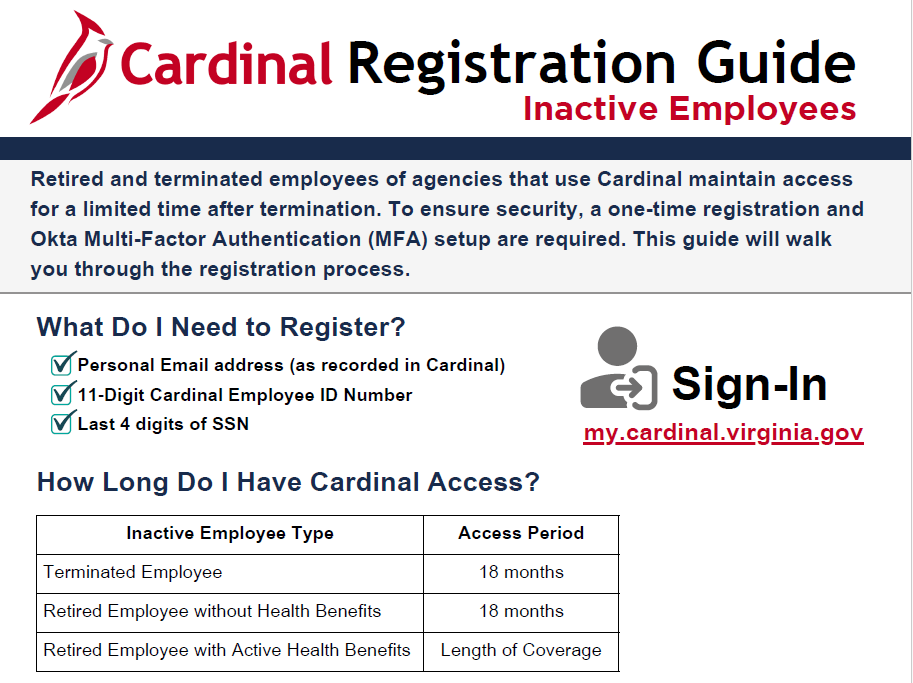 Cardinal Registration Guide
Inactive Employees
Retired and terminated employees of agencies that use Cardinal maintain access
for a limited time after termination. To ensure security, a one-time registration and
Okta Multi-Factor Authentication (MFA) setup are required. This guide will walk
you through the registration process.
What Do I Need to Register?
Personal Email address (as recorded in Cardinal)
11-Digit Cardinal Employee ID Number
Last 4 digits of SSN
Sign-In
my.cardinal.virginia.gov
How Long Do I Have Cardinal Access?
Inactive Employee Type Access Period
Terminated Employee 18 months
Retired Employee without Health Benefits 18 months
Retired Employee with Active Health Benefits Length of Coverage